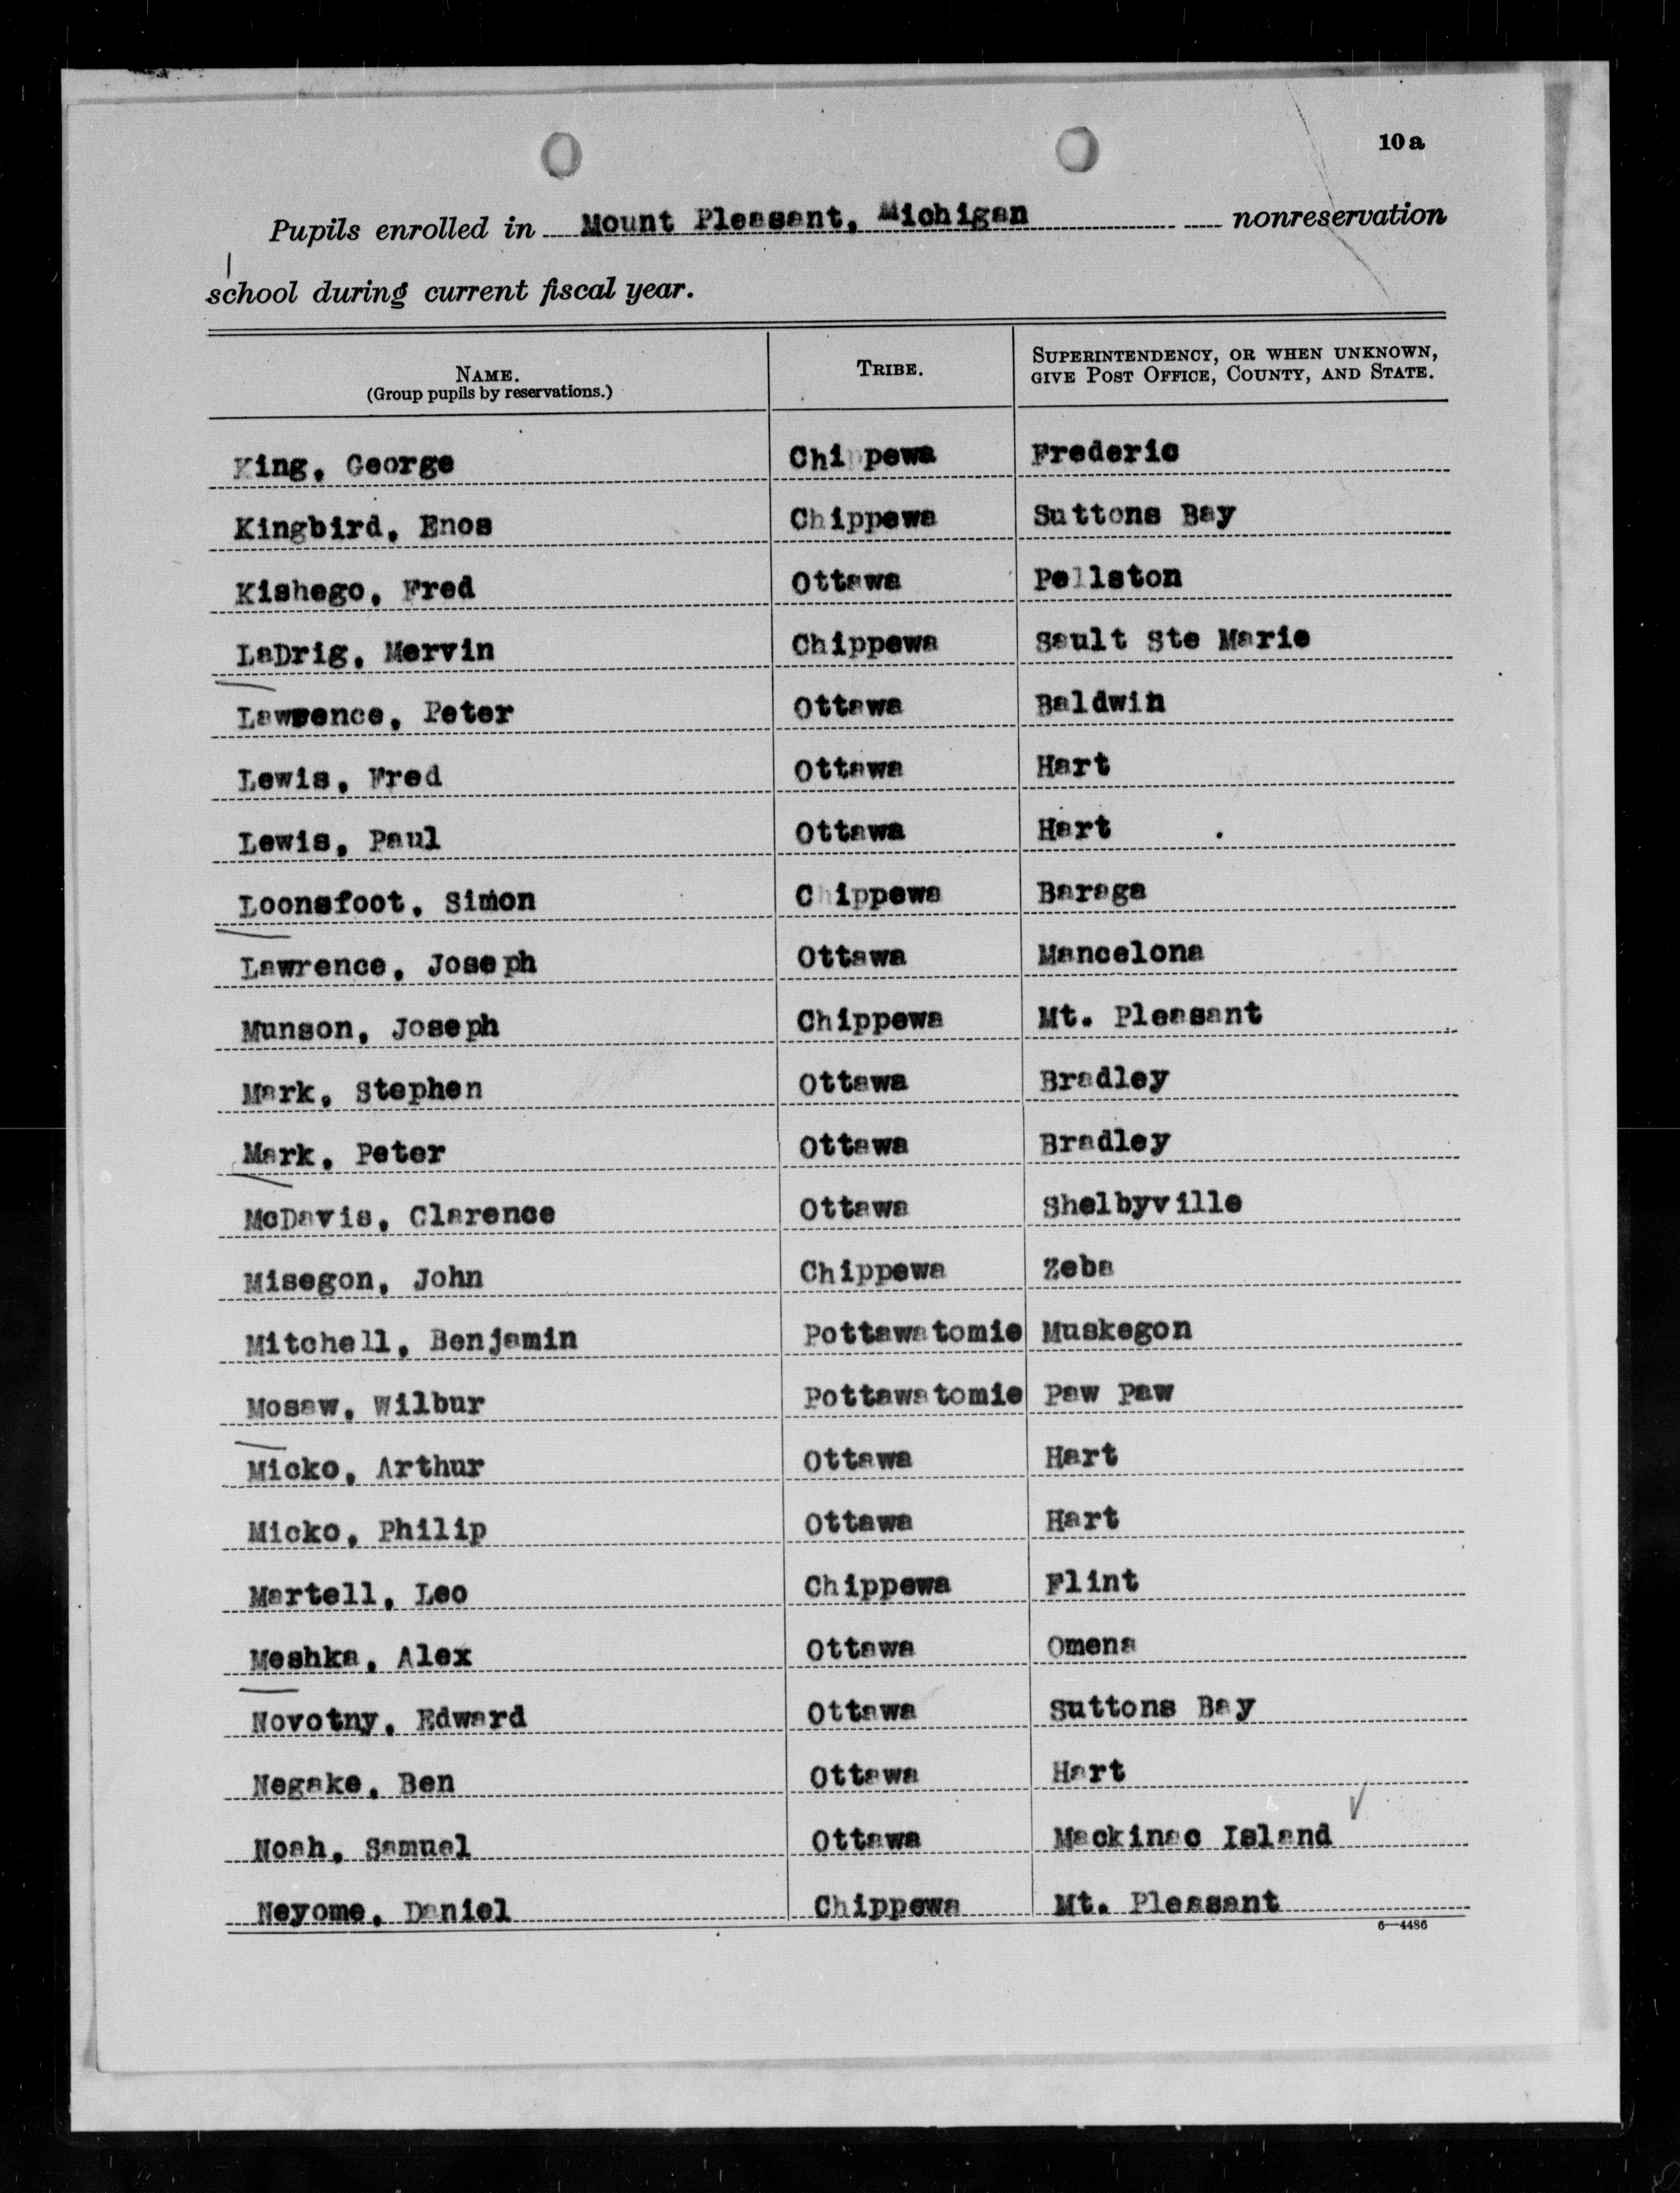 10a
Pupils enrolled in Mount Pleasant, Michigan nonreservation
school during current fiscal year.
NAME. (Group pupils by reservations.) TRIBE. SUPERINTENDENCY, OR WHEN UNKNOWN, GIVE POST OFFICE, COUNTY, AND STATE.
King, George Chippewa Frederic
Kingbird, Enos Chippewa Suttons Bay
Kishego, Fred Ottawa Pellston
LaDrig, Mervin Chippewa Sault Ste Marie
Lawrence, Peter Ottawa Baldwin
Lewis, Fred Ottawa Hart
Lewis, Paul Ottawa Hart
Loonsfoot, Simon Chippewa Baraga
Lawrence, Joseph Ottawa Mancelona
Munson, Joseph Chippewa Mt. Pleasant
Mark, Stephen Ottawa Bradley
Mark, Peter Ottawa Bradley
McDavis, Clarence Ottawa Shelbyville
Misegon, John Chippewa Zeba
Mitchell, Benjamin Pottawatomie Muskegon
Mosaw, Wilbur Pottawatomie Paw Paw
Micko, Arthur Ottawa Hart
Micko, Philip Ottawa Hart
Martell, Leo Chippewa Flint
Meshka, Alex Ottawa Omena
Novotny, Edward Ottawa Suttons Bay
Negake, Ben Ottawa Hart
Noah, Samuel Ottawa Mackinac Island
Neyome, Daniel Chippewa Mt. Pleasant
6—4486